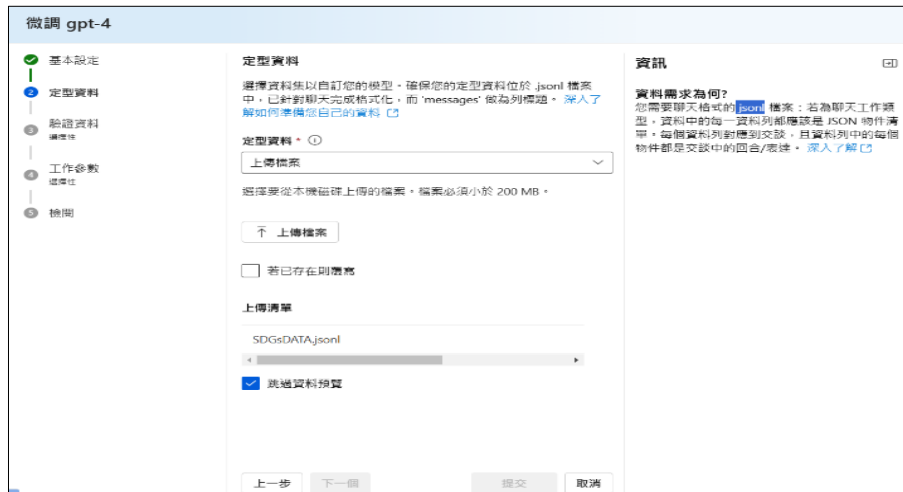 微調 gpt-4
基本設定
定型資料
驗證資料
選擇性
工作參數
選擇性
檢閱
定型資料
選擇資料集以自訂您的模型。確保您的定型資料位於 .jsonl 檔案
中，已針對聊天完成格式化，而 'messages' 做為列標題。 深入了
解如何準備您自己的資料
定型資料 *
上傳檔案
選擇要從本機磁碟上傳的檔案。檔案必須小於 200 MB。
上傳檔案
若已存在則覆寫
上傳清單
SDGsDATA.jsonl
跳過資料預覽
上一步
下一個
提交
取消
資訊
資料需求為何?
您需要聊天格式的 jsonl 檔案：若為聊天工作類
型，資料中的每一資料列都應該是 JSON 物件清
單。每個資料列對應到交談，且資料列中的每個
物件都是交談中的回合/表達。 深入了解